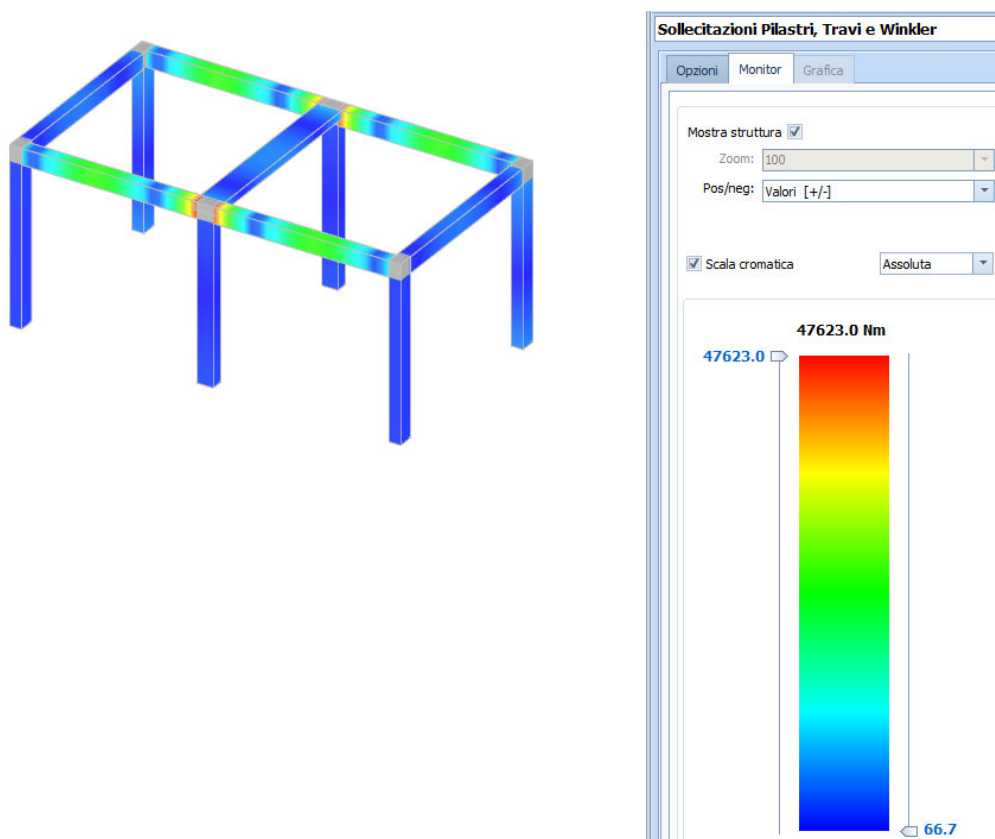 Sollecitazioni Pilastri, Travi e Winkler
Opzioni Monitor Grafica
Mostra struttura
Zoom: 100
Pos/neg: Valori [+/-]
Scala cromatica Assoluta
47623.0 Nm
47623.0
66.7